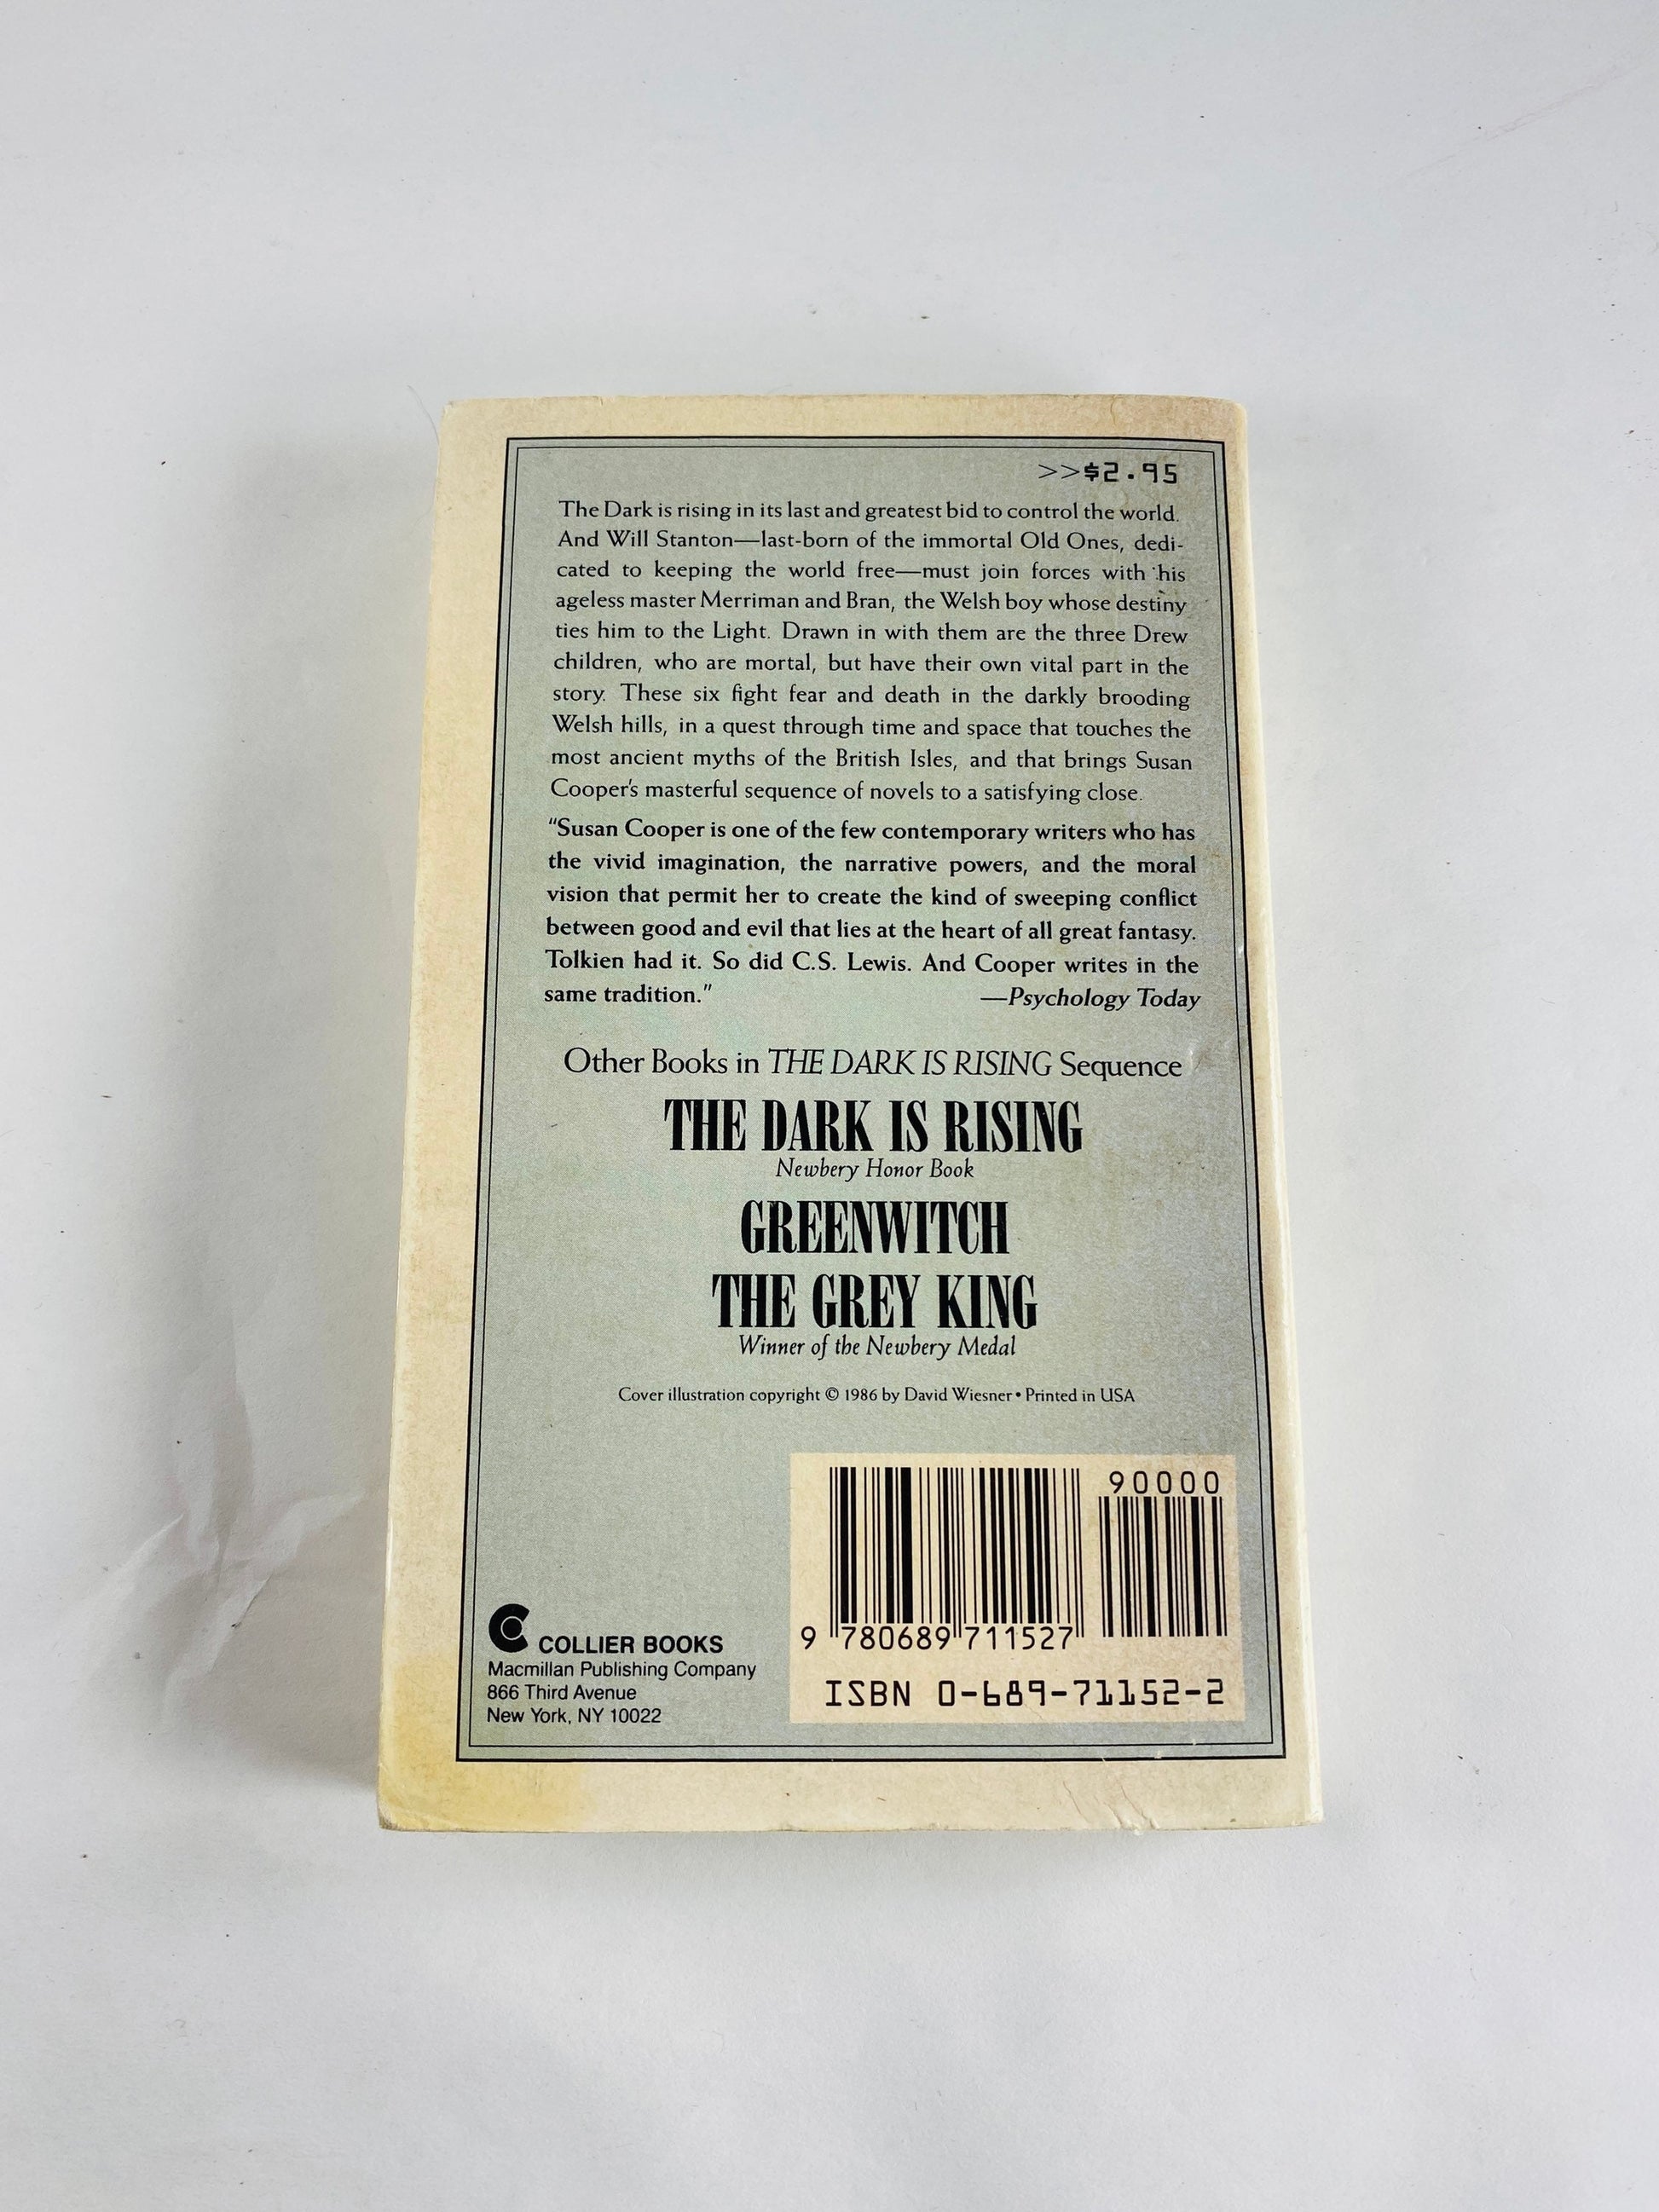 >>$2.95
The Dark is rising in its last and greatest bid to control the world.
And Will Stanton—last-born of the immortal Old Ones, dedi-
cated to keeping the world free—must join forces with his
ageless master Merriman and Bran, the Welsh boy whose destiny
ties him to the Light. Drawn in with them are the three Drew
children, who are mortal, but have their own vital part in the
story. These six fight fear and death in the darkly brooding
Welsh hills, in a quest through time and space that touches the
most ancient myths of the British Isles, and that brings Susan
Cooper's masterful sequence of novels to a satisfying close.
"Susan Cooper is one of the few contemporary writers who has
the vivid imagination, the narrative powers, and the moral
vision that permit her to create the kind of sweeping conflict
between good and evil that lies at the heart of all great fantasy.
Tolkien had it. So did C.S. Lewis. And Cooper writes in the
same tradition." —Psychology Today
Other Books in THE DARK IS RISING Sequence
THE DARK IS RISING
Newbery Honor Book
GREENWITCH
THE GREY KING
Winner of the Newbery Medal
Cover illustration copyright © 1986 by David Wiesner • Printed in USA
COLLIER BOOKS
Macmillan Publishing Company
866 Third Avenue
New York, NY 10022
90000
9 780689 711527
ISBN 0-689-71152-2